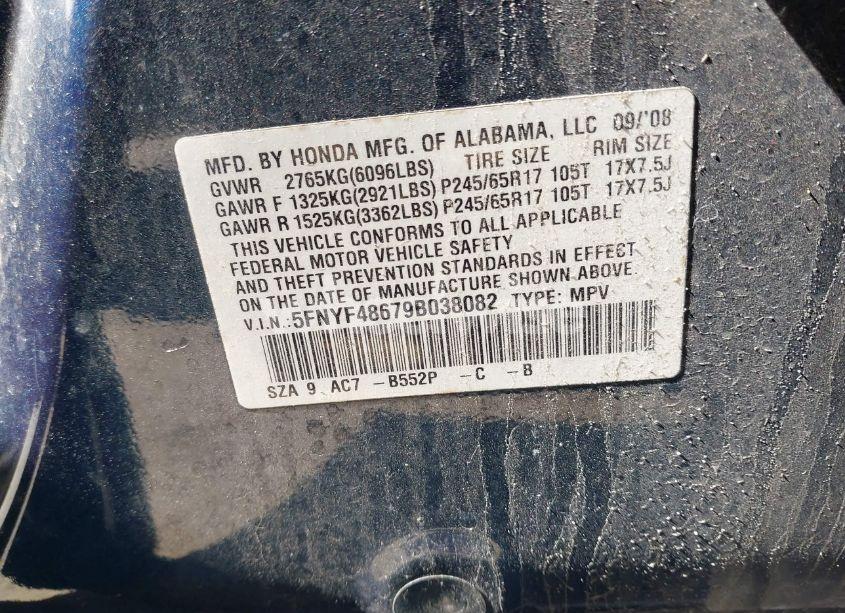 MFD. BY HONDA MFG. OF ALABAMA, LLC 09/'08
GVWR 2765KG(6096LBS) TIRE SIZE RIM SIZE
GAWR F 1325KG(2921LBS) P245/65R17 105T 17X7.5J
GAWR R 1525KG(3362LBS) P245/65R17 105T 17X7.5J
THIS VEHICLE CONFORMS TO ALL APPLICABLE
FEDERAL MOTOR VEHICLE SAFETY
AND THEFT PREVENTION STANDARDS IN EFFECT
ON THE DATE OF MANUFACTURE SHOWN ABOVE.
V.I.N.:5FNYF48679B038082 TYPE: MPV
SZA 9 AC7 -B552P -C -B